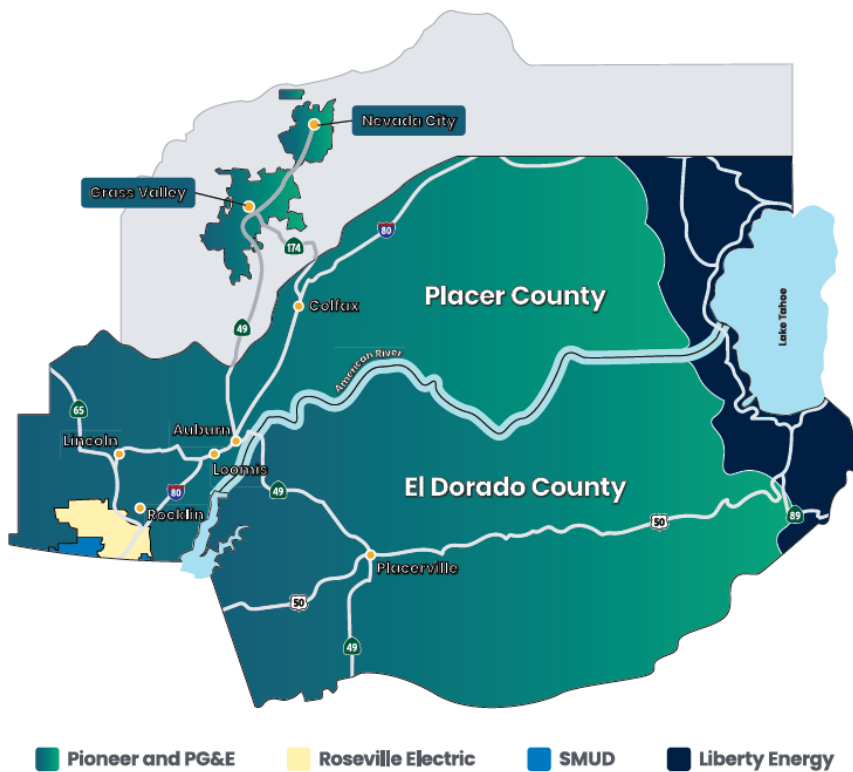 Nevada City
Grass Valley
174
80
Colfax
Placer County
Lake Tahoe
49
American River
65
Auburn
Lincoln
Loomis
80
49
El Dorado County
Rocklin
50
89
Placerville
50
49
Pioneer and PG&E
Roseville Electric
SMUD
Liberty Energy